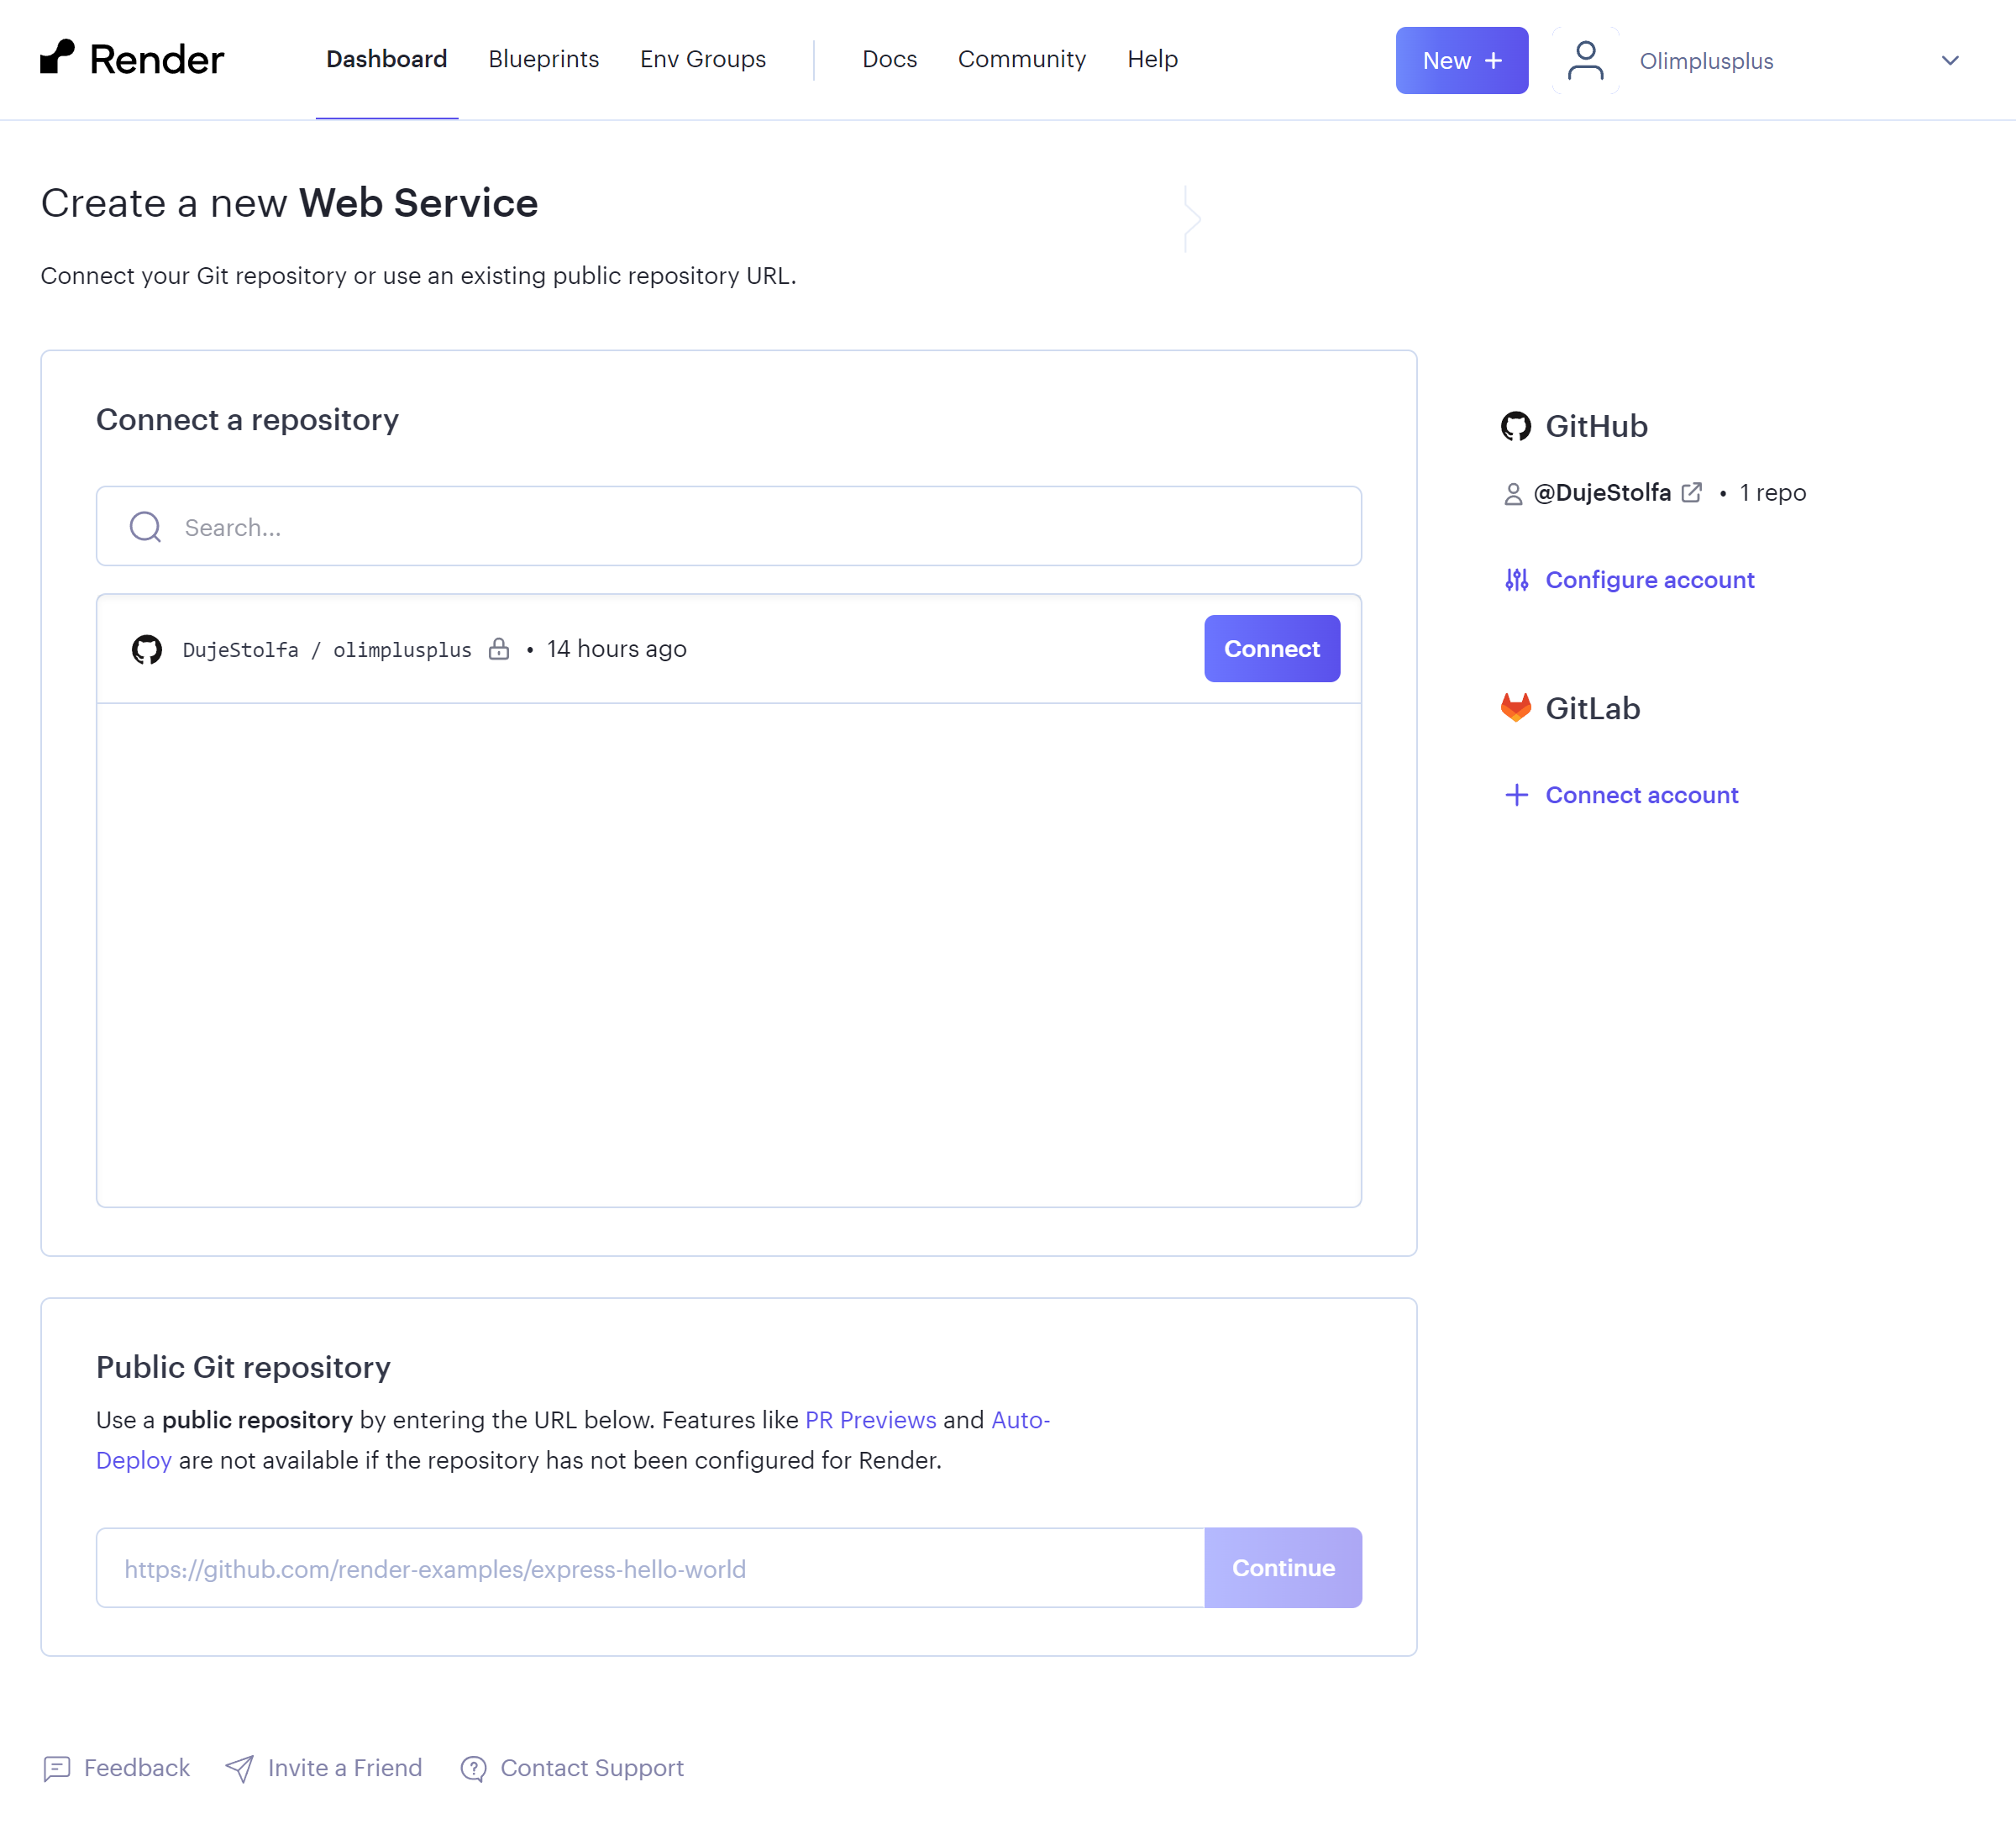 Render Dashboard Blueprints Env Groups Docs Community Help New + Olimplusplus
Create a new Web Service
Connect your Git repository or use an existing public repository URL.
Connect a repository
Search...
DujeStolfa / olimplusplus • 14 hours ago Connect
GitHub
@DujeStolfa • 1 repo
Configure account
GitLab
Connect account
Public Git repository
Use a public repository by entering the URL below. Features like PR Previews and Auto-
Deploy are not available if the repository has not been configured for Render.
https://github.com/render-examples/express-hello-world Continue
Feedback Invite a Friend Contact Support